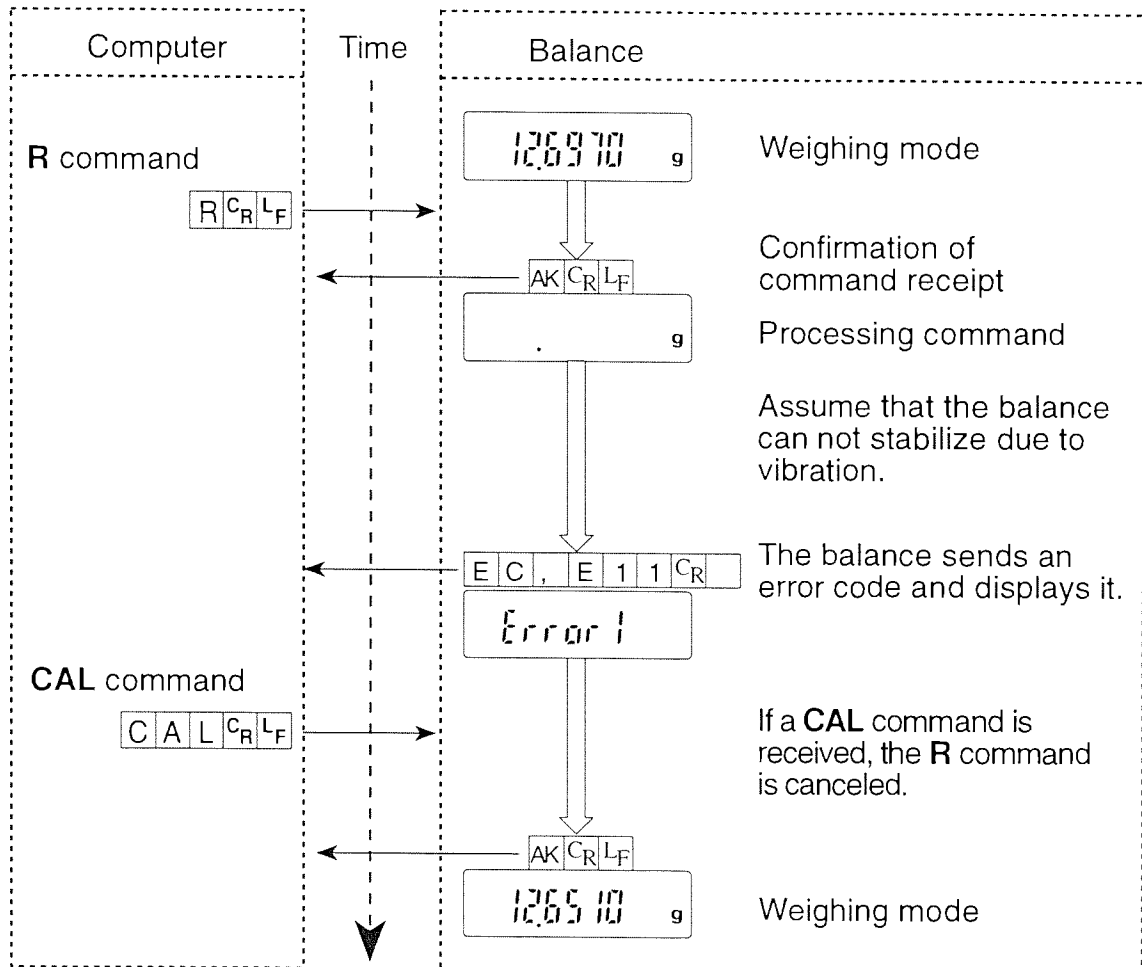 Computer Time Balance
12.6970 g Weighing mode
R command
R CR LF
Confirmation of
AK CR LF command receipt
. g Processing command
Assume that the balance
can not stabilize due to
vibration.
The balance sends an
E C , E 1 1 CR error code and displays it.
Error 1
CAL command
C A L CR LF If a CAL command is
received, the R command
is canceled.
AK CR LF
12.6510 g Weighing mode